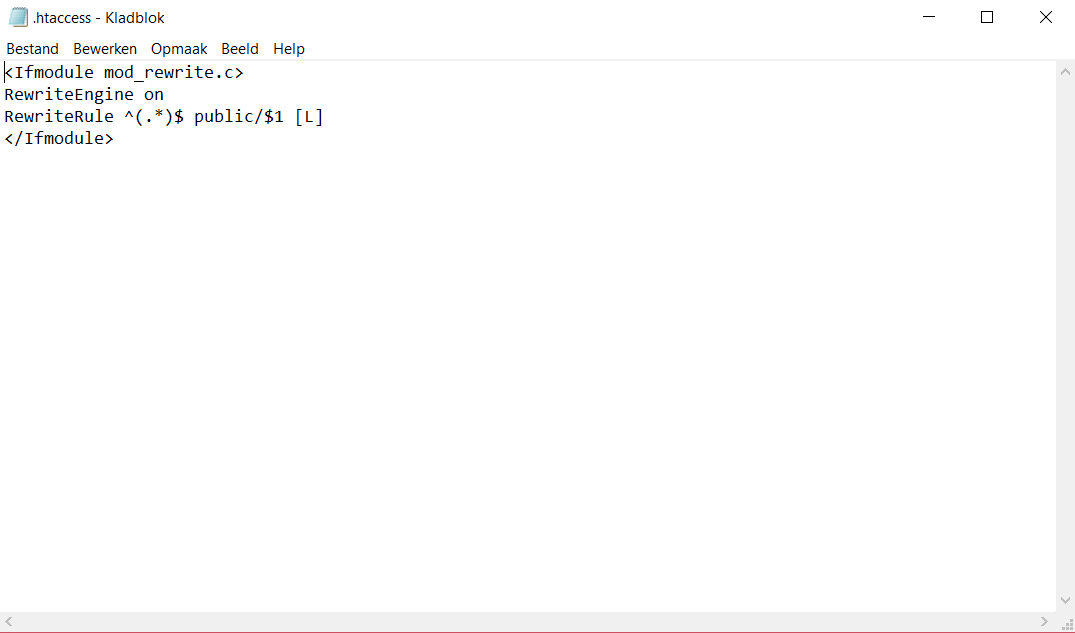 .htaccess - Kladblok
Bestand Bewerken Opmaak Beeld Help
<Ifmodule mod_rewrite.c>
RewriteEngine on
RewriteRule ^(.*)$ public/$1 [L]
</Ifmodule>